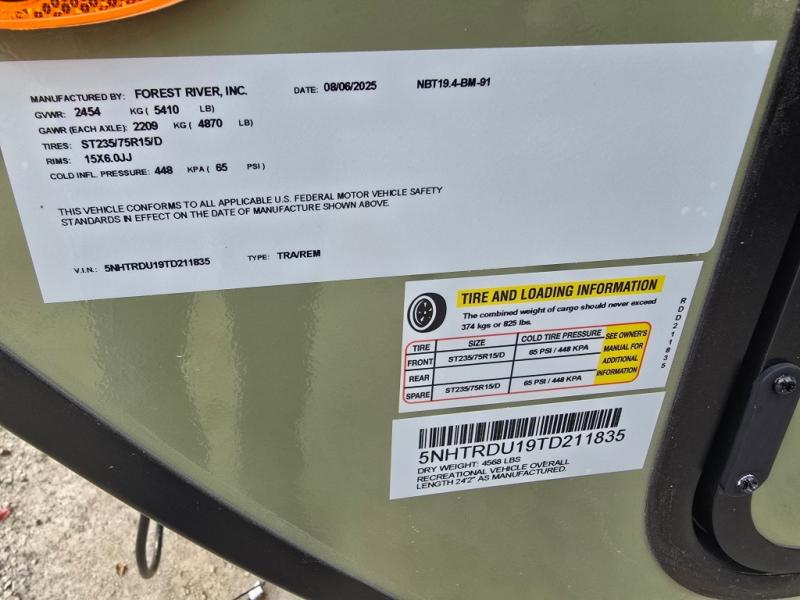 MANUFACTURED BY: FOREST RIVER, INC. DATE: 08/06/2025 NBT19.4-BM-91
GVWR: 2454 KG ( 5410 LB)
GAWR (EACH AXLE): 2209 KG ( 4870 LB)
TIRES: ST235/75R15/D
RIMS: 15X6.0JJ
COLD INFL. PRESSURE: 448 KPA ( 65 PSI )
THIS VEHICLE CONFORMS TO ALL APPLICABLE U.S. FEDERAL MOTOR VEHICLE SAFETY
STANDARDS IN EFFECT ON THE DATE OF MANUFACTURE SHOWN ABOVE.
V.I.N.: 5NHTRDU19TD211835 TYPE: TRA/REM
TIRE AND LOADING INFORMATION
The combined weight of cargo should never exceed
374 kgs or 825 lbs.
TIRE SIZE COLD TIRE PRESSURE SEE OWNER'S
MANUAL FOR
ADDITIONAL
INFORMATION
FRONT ST235/75R15/D 65 PSI / 448 KPA
REAR
SPARE ST235/75R15/D 65 PSI / 448 KPA
RDD211835
5NHTRDU19TD211835
DRY WEIGHT: 4568 LBS
RECREATIONAL VEHICLE OVERALL
LENGTH 24'2" AS MANUFACTURED.